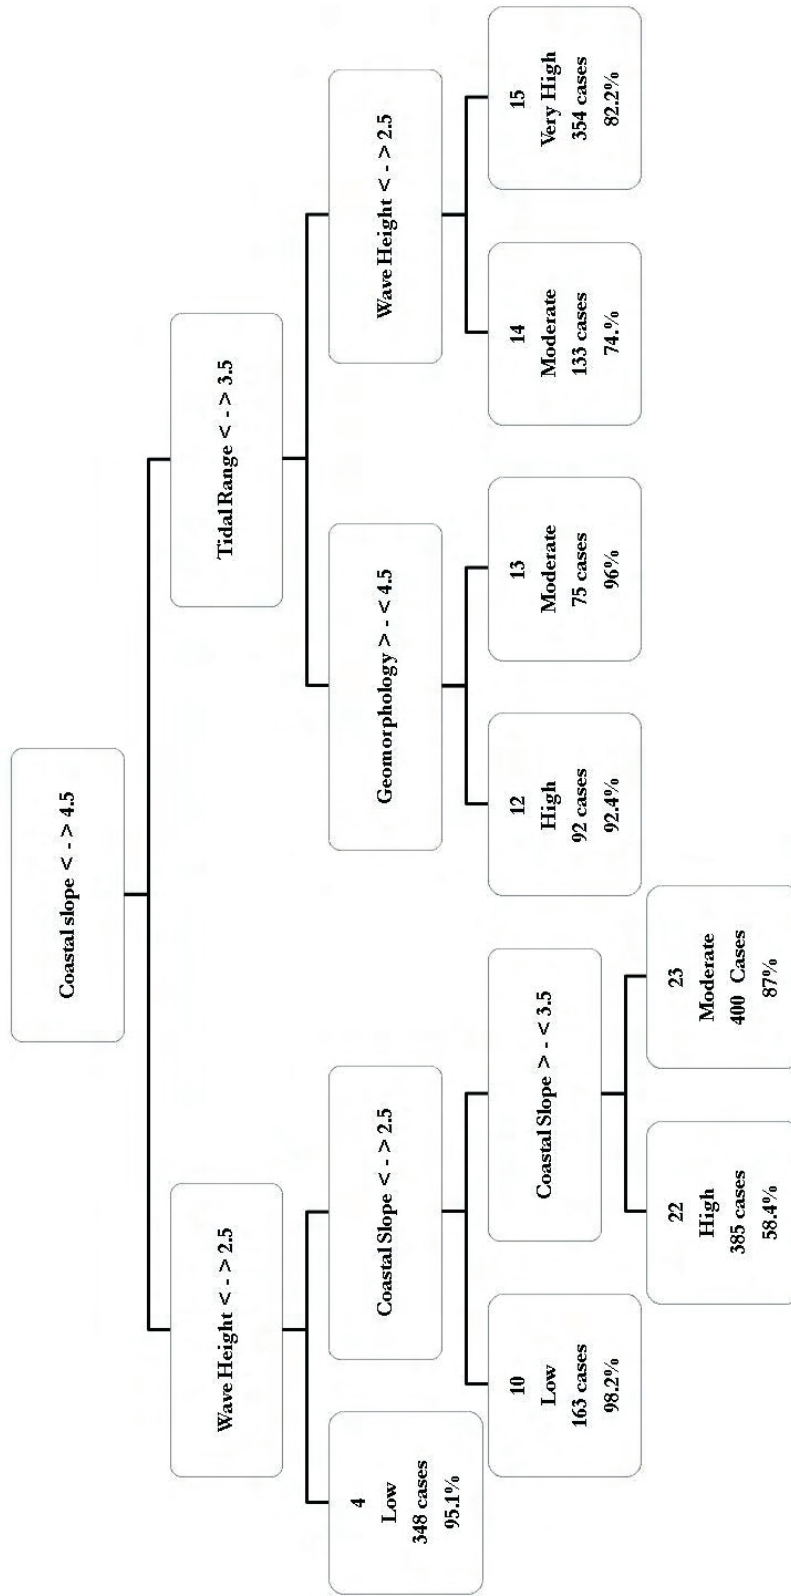 Coastal slope < - > 4.5
Wave Height < - > 2.5
Tidal Range < - > 3.5
4
Low
348 cases
95.1%
Coastal Slope < - > 2.5
Geomorphology > - < 4.5
Wave Height < - > 2.5
10
Low
163 cases
98.2%
Coastal Slope > - < 3.5
12
High
92 cases
92.4%
13
Moderate
75 cases
96%
14
Moderate
133 cases
74.%
15
Very High
354 cases
82.2%
22
High
385 cases
58.4%
23
Moderate
400 Cases
87%